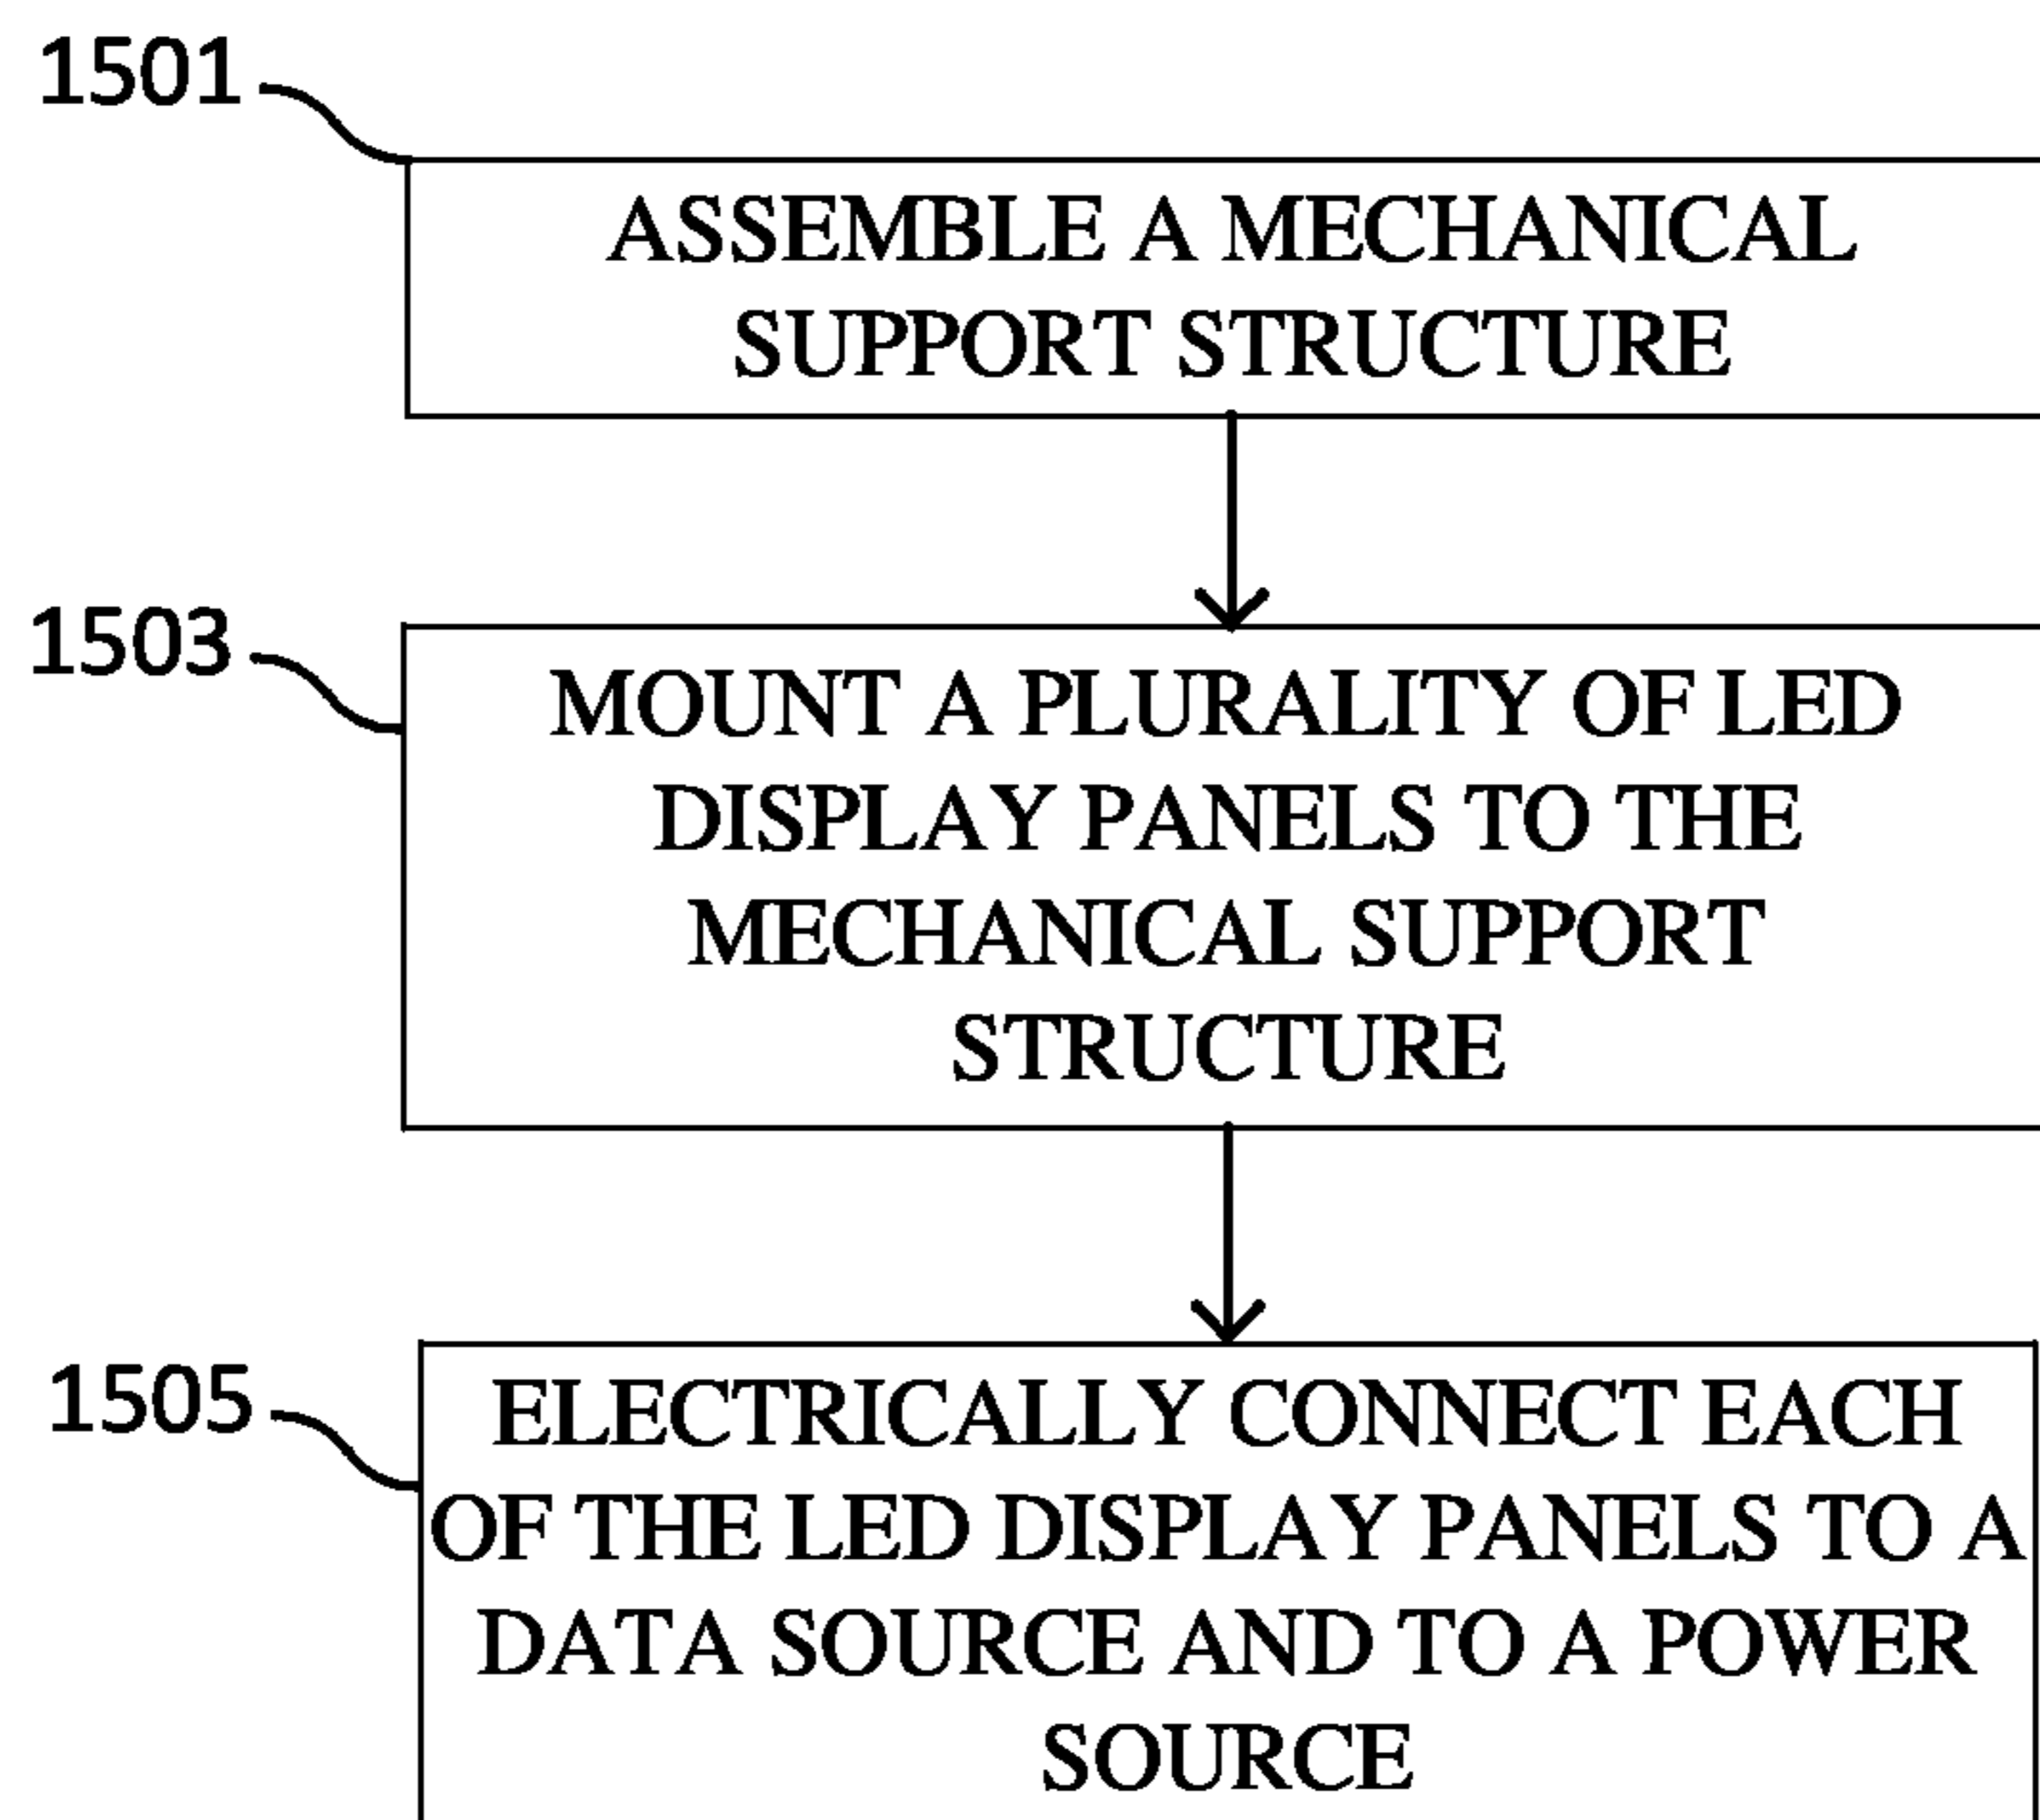 1501
ASSEMBLE A MECHANICAL
SUPPORT STRUCTURE
1503
MOUNT A PLURALITY OF LED
DISPLAY PANELS TO THE
MECHANICAL SUPPORT
STRUCTURE
1505
ELECTRICALLY CONNECT EACH
OF THE LED DISPLAY PANELS TO A
DATA SOURCE AND TO A POWER
SOURCE